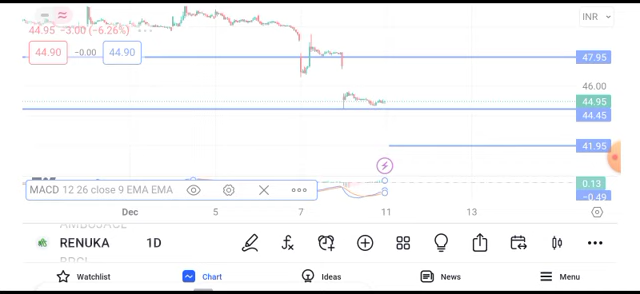 INR
44.95 −3.00 (−6.26%)
44.90 −0.00 44.90
47.95
46.00
44.95
44.45
41.95
MACD 12 26 close 9 EMA EMA
0.13
−0.49
Dec 5 7 11 13
RENUKA 1D
Watchlist Chart Ideas News Menu